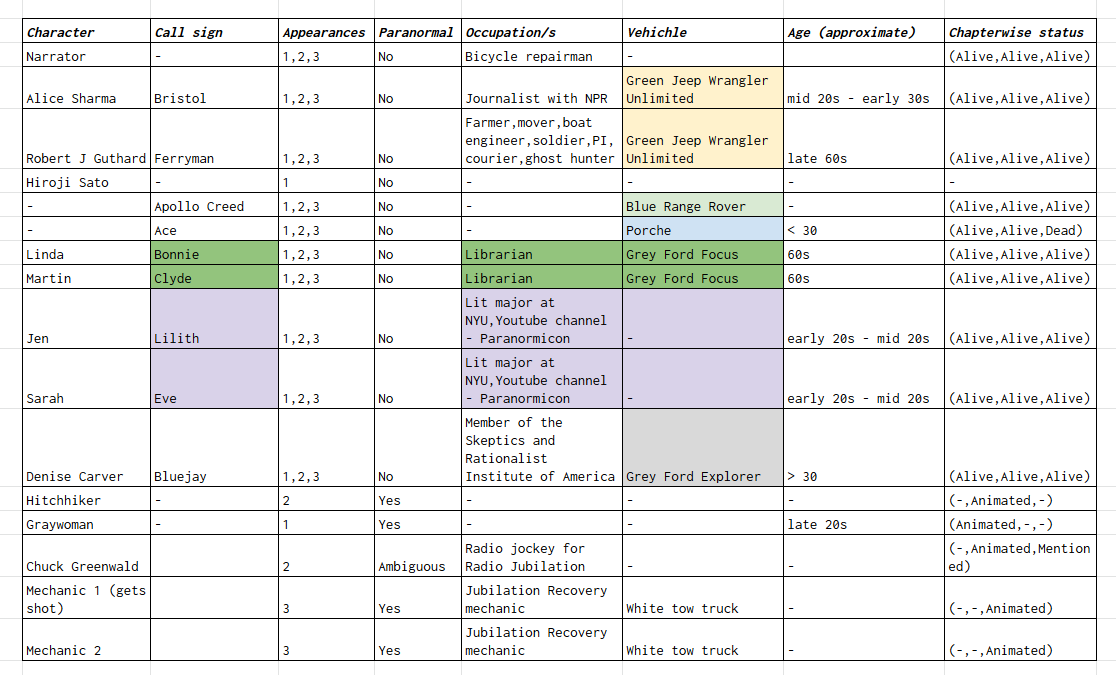 Character Call sign Appearances Paranormal Occupation/s Vehichle Age (approximate) Chapterwise status
Narrator - 1,2,3 No Bicycle repairman - (Alive,Alive,Alive)
Green Jeep Wrangler
Alice Sharma Bristol 1,2,3 No Journalist with NPR Unlimited mid 20s - early 30s (Alive,Alive,Alive)
Farmer,mover,boat
engineer,soldier,PI, Green Jeep Wrangler
Robert J Guthard Ferryman 1,2,3 No courier,ghost hunter Unlimited late 60s (Alive,Alive,Alive)
Hiroji Sato - 1 No - - - -
- Apollo Creed 1,2,3 No - Blue Range Rover - (Alive,Alive,Alive)
- Ace 1,2,3 No - Porche < 30 (Alive,Alive,Dead)
Linda Bonnie 1,2,3 No Librarian Grey Ford Focus 60s (Alive,Alive,Alive)
Martin Clyde 1,2,3 No Librarian Grey Ford Focus 60s (Alive,Alive,Alive)
Lit major at
NYU,Youtube channel
Jen Lilith 1,2,3 No - Paranormicon - early 20s - mid 20s (Alive,Alive,Alive)
Lit major at
NYU,Youtube channel
Sarah Eve 1,2,3 No - Paranormicon - early 20s - mid 20s (Alive,Alive,Alive)
Member of the
Skeptics and
Rationalist
Denise Carver Bluejay 1,2,3 No Institute of America Grey Ford Explorer > 30 (Alive,Alive,Alive)
Hitchhiker - 2 Yes - - - (-,Animated,-)
Graywoman - 1 Yes - - late 20s (Animated,-,-)
Radio jockey for (-,Animated,Mention
Chuck Greenwald 2 Ambiguous Radio Jubilation - - ed)
Mechanic 1 (gets Jubilation Recovery
shot) 3 Yes mechanic White tow truck - (-,-,Animated)
Jubilation Recovery
Mechanic 2 3 Yes mechanic White tow truck - (-,-,Animated)